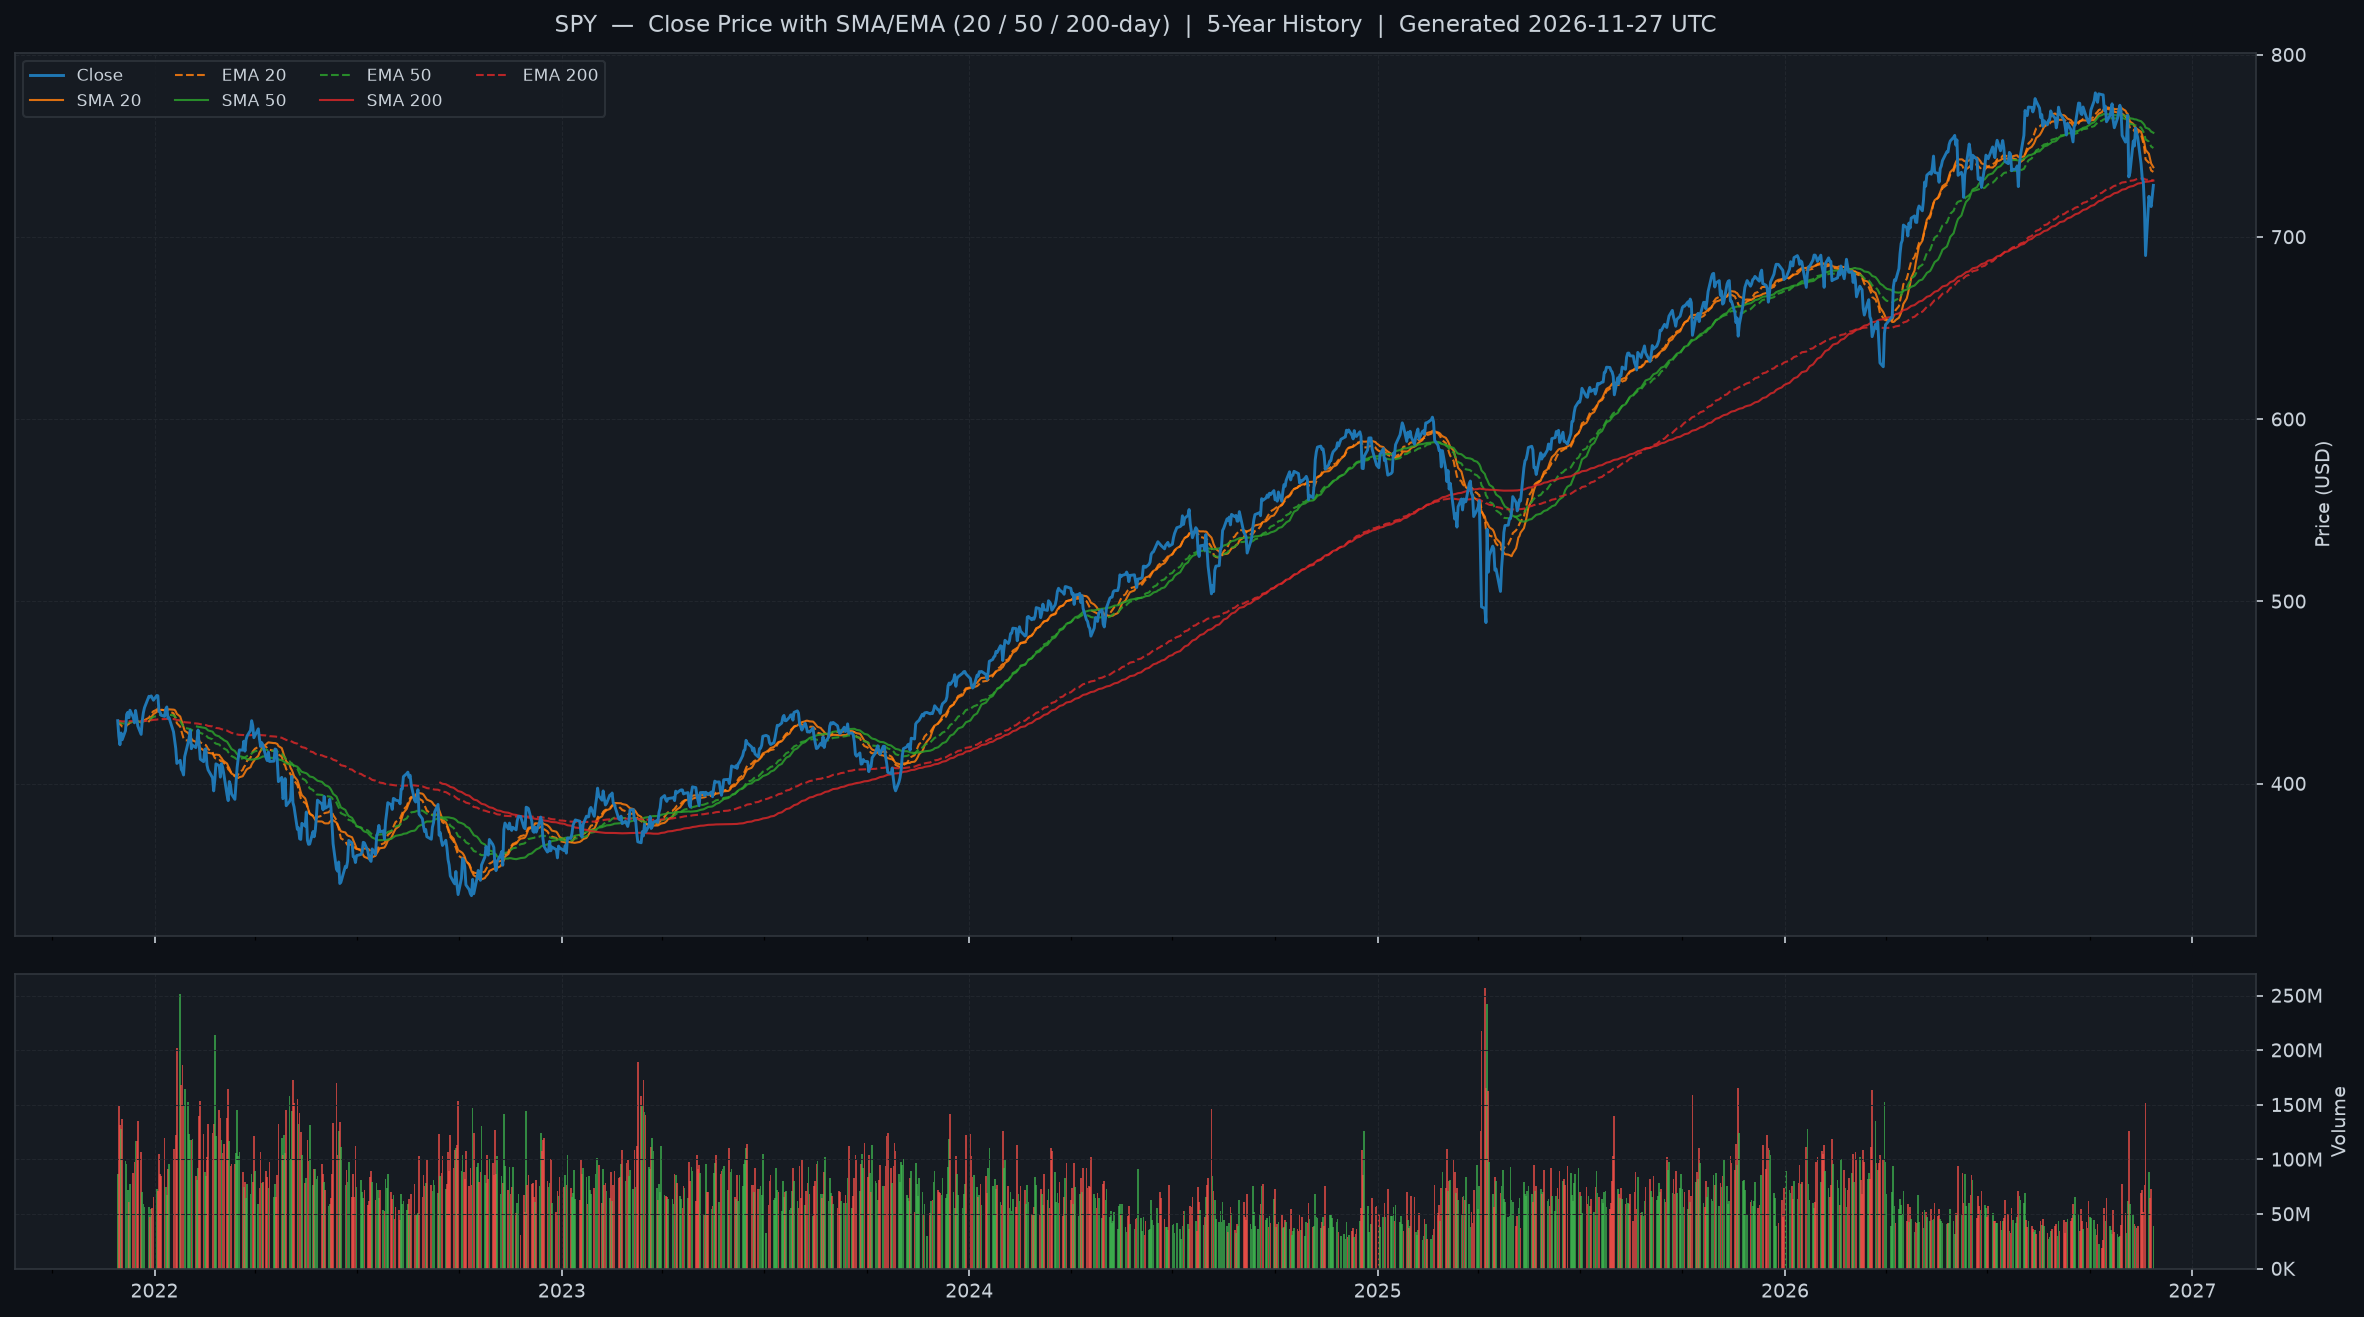 SPY — Close Price with SMA/EMA (20 / 50 / 200-day) | 5-Year History | Generated 2026-11-27 UTC
Close EMA 20 EMA 50 EMA 200
SMA 20 SMA 50 SMA 200
800
700
600
500
400
Price (USD)
250M
200M
150M
100M
50M
0K
Volume
2022 2023 2024 2025 2026 2027